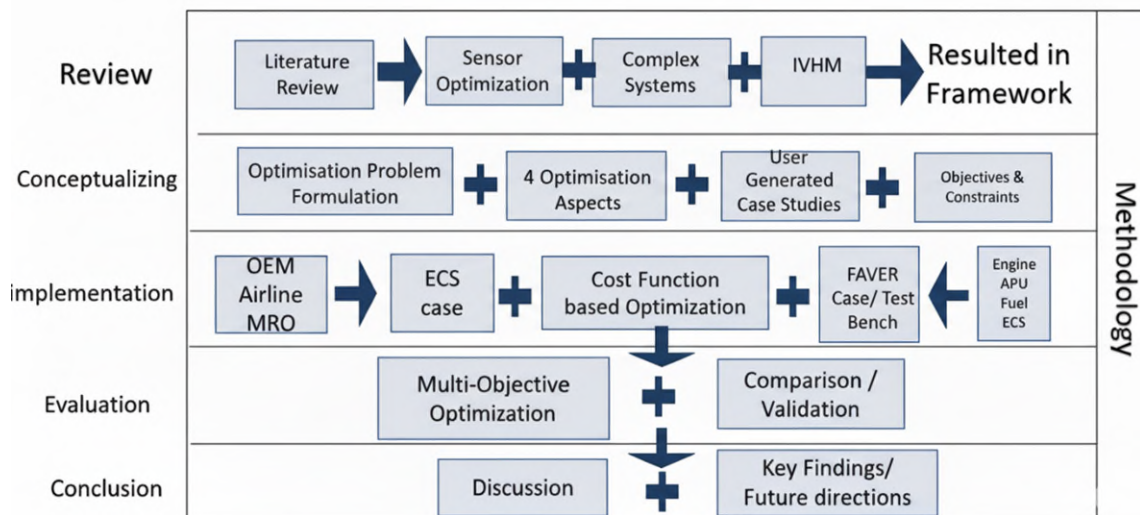 Review
Literature
Review
Sensor
Optimization
Complex
Systems
IVHM
Resulted in
Framework
Conceptualizing
Optimisation Problem
Formulation
4 Optimisation
Aspects
User
Generated
Case Studies
Objectives &
Constraints
implementation
OEM
Airline
MRO
ECS
case
Cost Function
based Optimization
FAVER
Case/ Test
Bench
Engine
APU
Fuel
ECS
Evaluation
Multi-Objective
Optimization
Comparison /
Validation
Conclusion
Discussion
Key Findings/
Future directions
Methodology